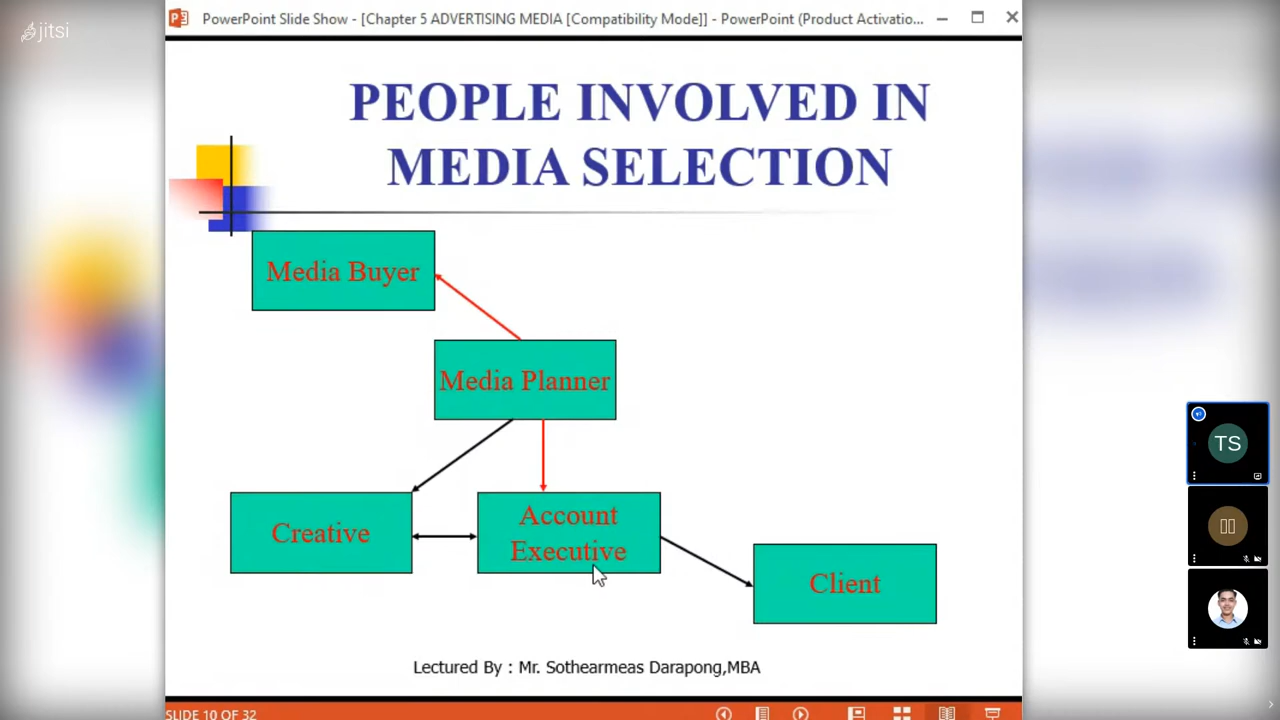 jitsi
PowerPoint Slide Show - [Chapter 5 ADVERTISING MEDIA [Compatibility Mode]] - PowerPoint (Product Activatio...
PEOPLE INVOLVED IN
MEDIA SELECTION
Media Buyer
Media Planner
Creative
Account
Executive
Client
Lectured By : Mr. Sothearmeas Darapong,MBA
TS
SLIDE 10 OF 32